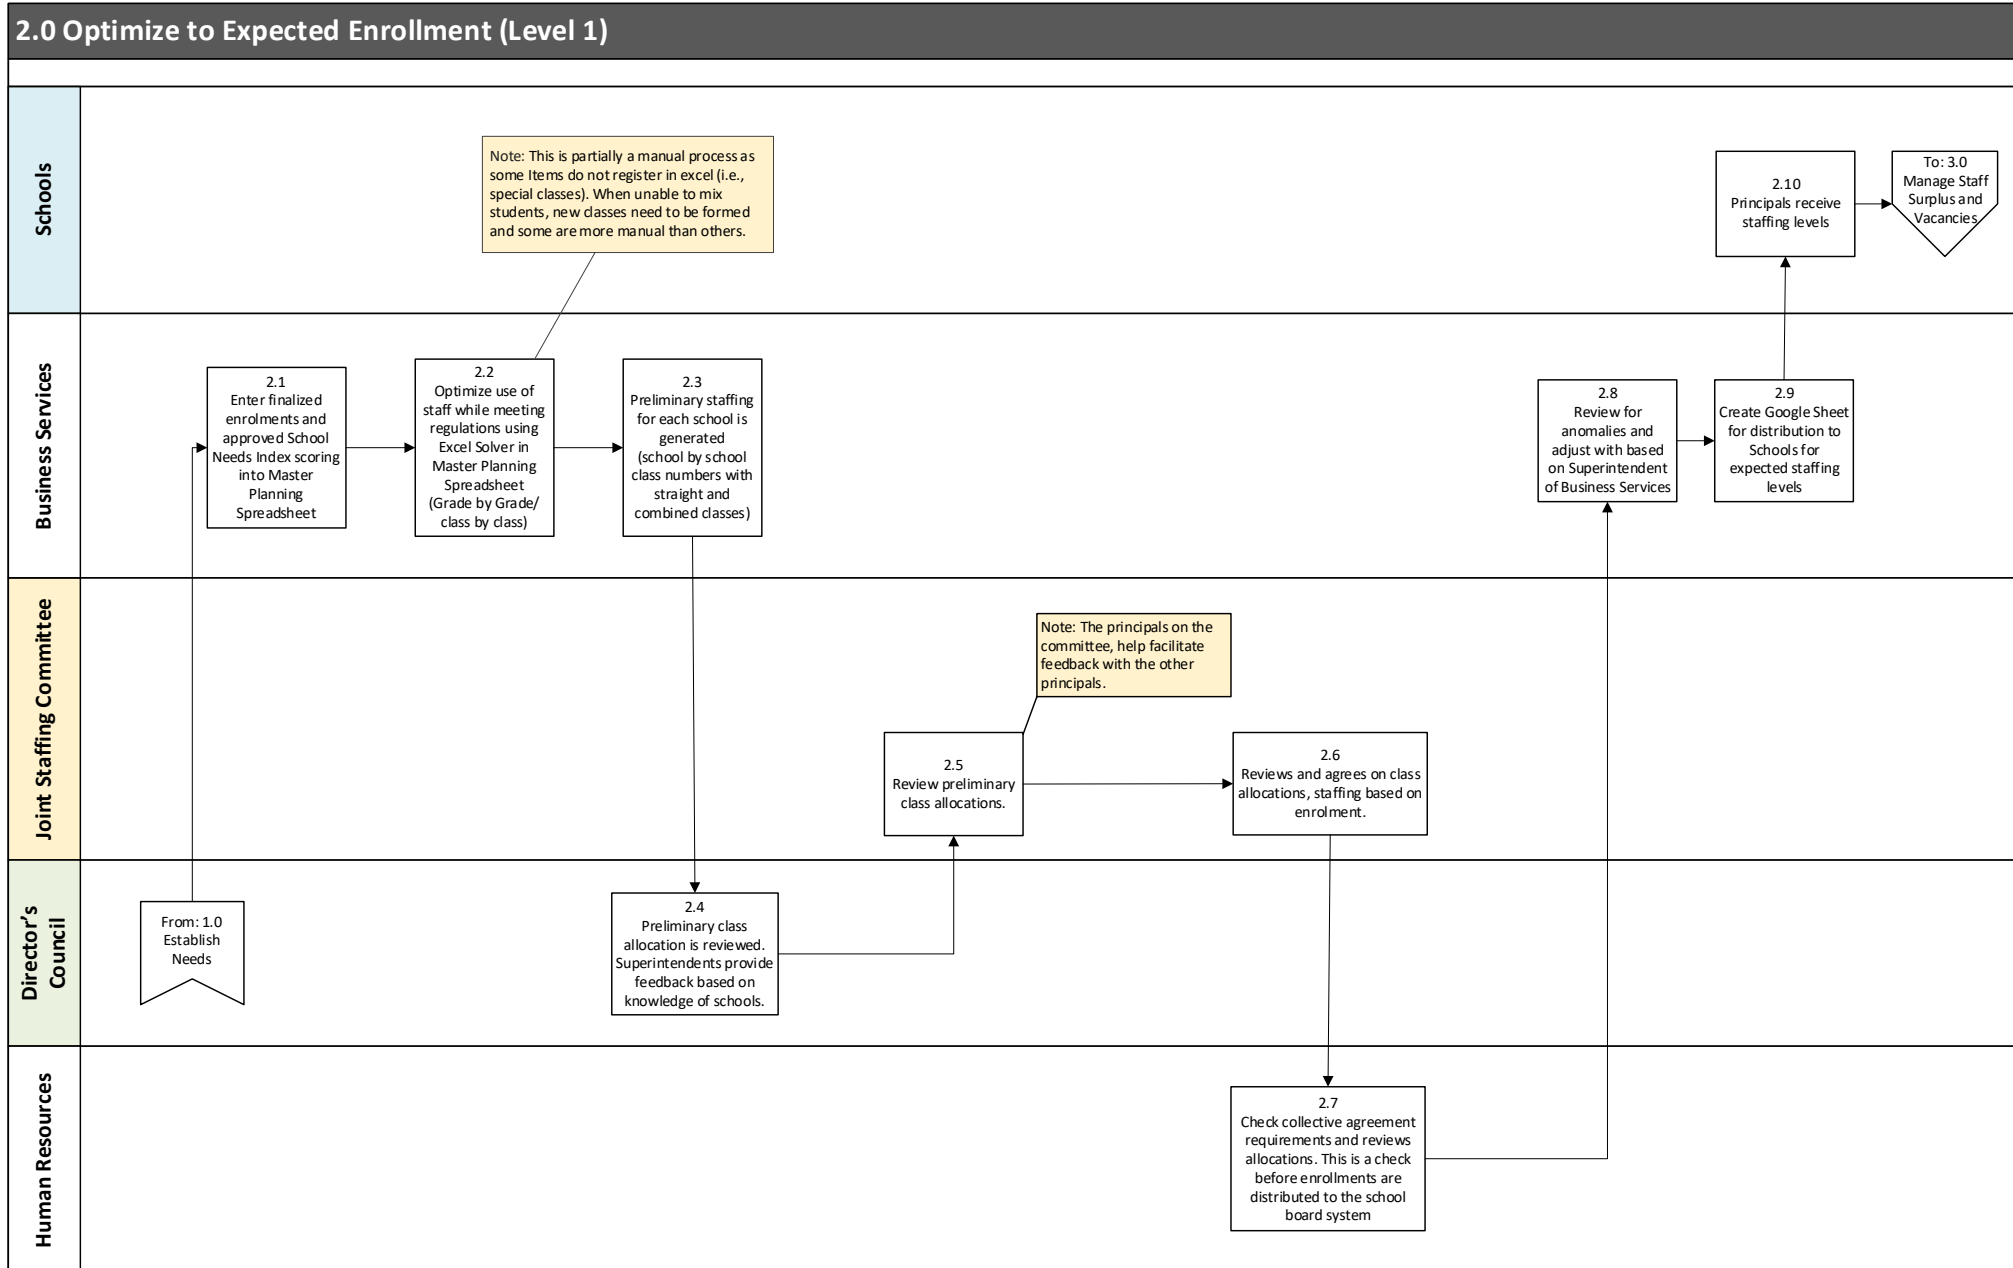 2.0 Optimize to Expected Enrollment (Level 1)
Schools
Note: This is partially a manual process as
some Items do not register in excel (i.e.,
special classes). When unable to mix
students, new classes need to be formed
and some are more manual than others.
2.10
Principals receive
staffing levels
To: 3.0
Manage Staff
Surplus and
Vacancies
Business Services
2.1
Enter finalized
enrolments and
approved School
Needs Index scoring
into Master
Planning
Spreadsheet
2.2
Optimize use of
staff while meeting
regulations using
Excel Solver in
Master Planning
Spreadsheet
(Grade by Grade/
class by class)
2.3
Preliminary staffing
for each school is
generated
(school by school
class numbers with
straight and
combined classes)
2.8
Review for
anomalies and
adjust with based
on Superintendent
of Business Services
2.9
Create Google Sheet
for distribution to
Schools for
expected staffing
levels
Joint Staffing Committee
Note: The principals on the
committee, help facilitate
feedback with the other
principals.
2.5
Review preliminary
class allocations.
2.6
Reviews and agrees on class
allocations, staffing based on
enrolment.
Director's
Council
From: 1.0
Establish
Needs
2.4
Preliminary class
allocation is reviewed.
Superintendents provide
feedback based on
knowledge of schools.
Human Resources
2.7
Check collective agreement
requirements and reviews
allocations. This is a check
before enrollments are
distributed to the school
board system